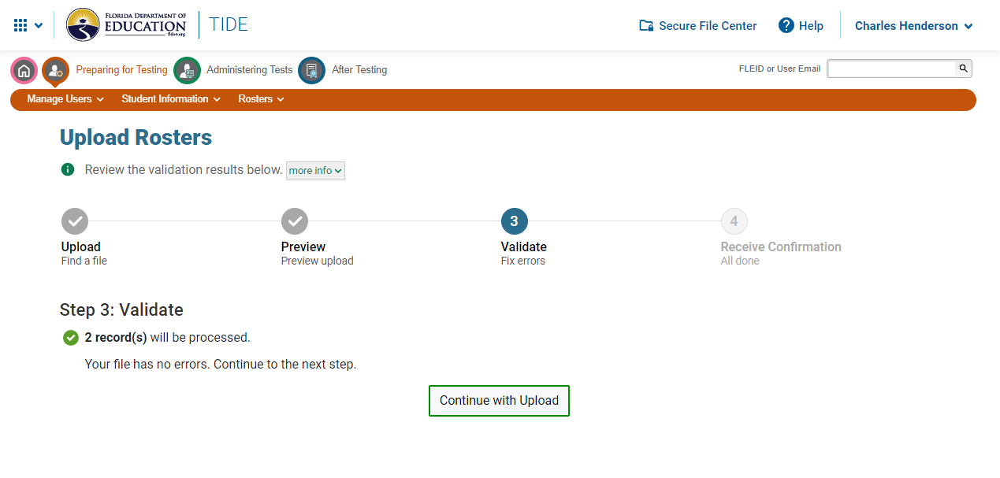 FLORIDA DEPARTMENT OF
EDUCATION
fldoe.org
TIDE
Secure File Center
? Help
Charles Henderson
Preparing for Testing
Administering Tests
After Testing
FLEID or User Email
Manage Users
Student Information
Rosters
Upload Rosters
i Review the validation results below. more info
3
4
Upload
Preview
Validate
Receive Confirmation
Find a file
Preview upload
Fix errors
All done
Step 3: Validate
2 record(s) will be processed.
Your file has no errors. Continue to the next step.
Continue with Upload